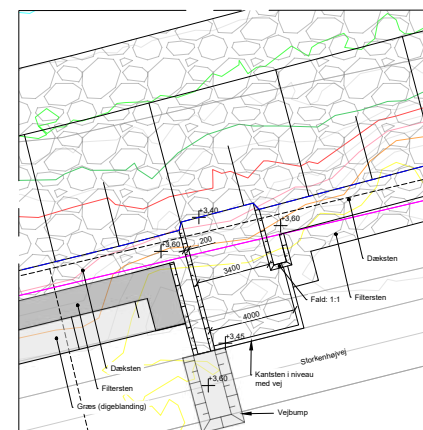 +3,40
+3,60
+3,60
200
Dæksten
3400
Fald: 1:1
Filtersten
4000
Storkenhøjvej
+3,45
Dæksten
Kantsten i niveau
med vej
Filtersten
+3,60
Græs (digeblanding)
Vejbump